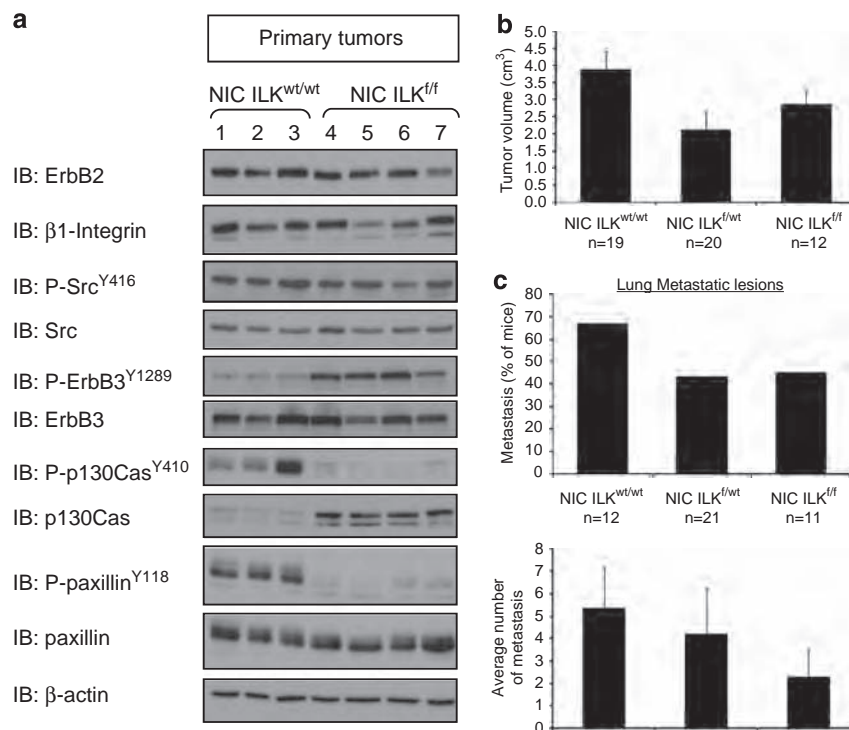 a
Primary tumors
NIC ILK^wt/wt NIC ILK^f/f
1 2 3 4 5 6 7
IB: ErbB2
IB: β1-Integrin
IB: P-Src^Y416
IB: Src
IB: P-ErbB3^Y1289
IB: ErbB3
IB: P-p130Cas^Y410
IB: p130Cas
IB: P-paxillin^Y118
IB: paxillin
IB: β-actin
b
Tumor volume (cm³)
5.0
4.5
4.0
3.5
3.0
2.5
2.0
1.5
1.0
0.5
0.0
NIC ILK^wt/wt NIC ILK^f/wt NIC ILK^f/f
n=19 n=20 n=12
c
Lung Metastatic lesions
Metastasis (% of mice)
80
70
60
50
40
30
20
10
0
NIC ILK^wt/wt NIC ILK^f/wt NIC ILK^f/f
n=12 n=21 n=11
Average number
of metastasis
8
7
6
5
4
3
2
1
0